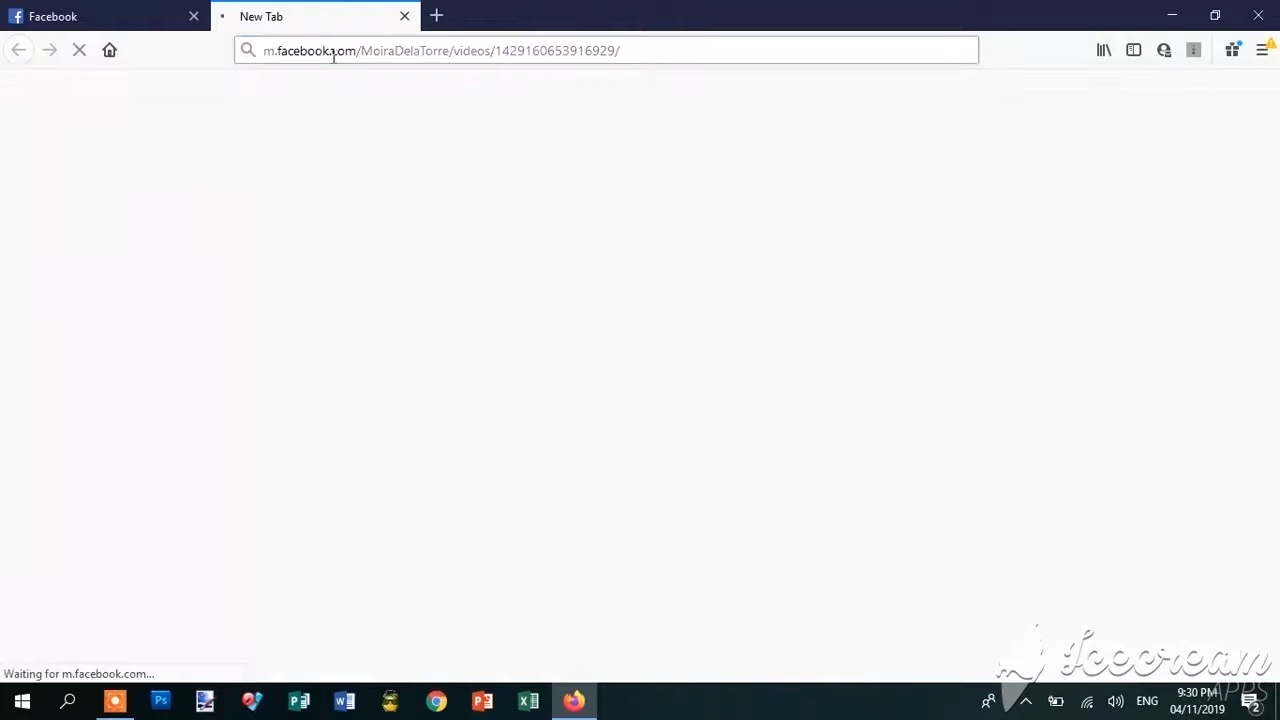 Facebook
New Tab
m.facebook.com/MoiraDelaTorre/videos/1429160653916929/
Waiting for m.facebook.com...
Icecream
APPS
ENG
9:30 PM
04/11/2019
2